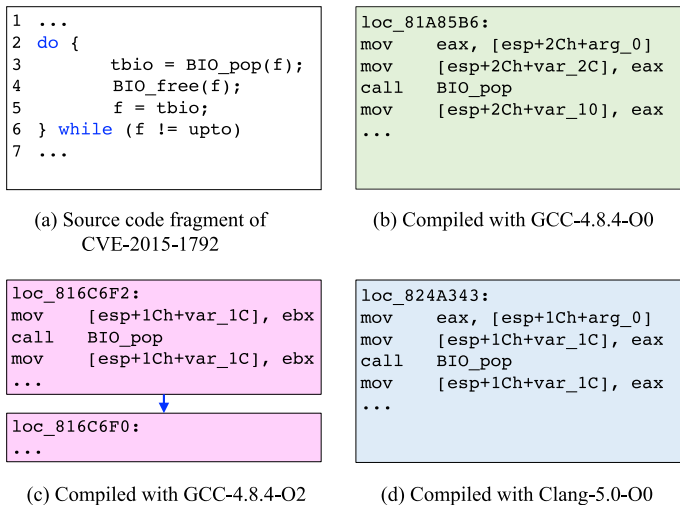 1 ...
2 do {
3 tbio = BIO_pop(f);
4 BIO_free(f);
5 f = tbio;
6 } while (f != upto)
7 ...
(a) Source code fragment of
CVE-2015-1792
loc_81A85B6:
mov eax, [esp+2Ch+arg_0]
mov [esp+2Ch+var_2C], eax
call BIO_pop
mov [esp+2Ch+var_10], eax
...
(b) Compiled with GCC-4.8.4-O0
loc_816C6F2:
mov [esp+1Ch+var_1C], ebx
call BIO_pop
mov [esp+1Ch+var_1C], ebx
...
loc_816C6F0:
...
(c) Compiled with GCC-4.8.4-O2
loc_824A343:
mov eax, [esp+1Ch+arg_0]
mov [esp+1Ch+var_1C], eax
call BIO_pop
mov [esp+1Ch+var_1C], eax
...
(d) Compiled with Clang-5.0-O0